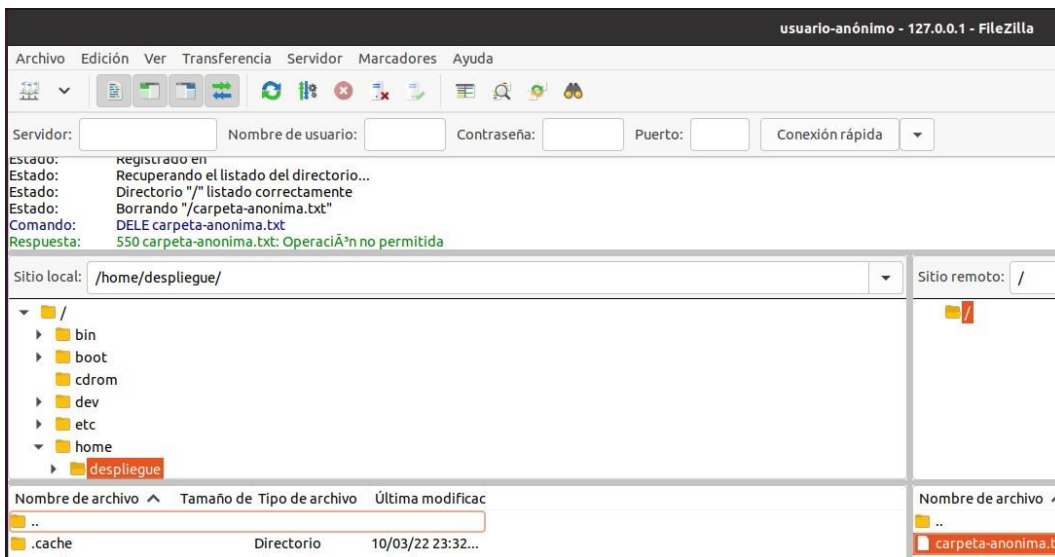 usuario-anónimo - 127.0.0.1 - FileZilla
Archivo Edición Ver Transferencia Servidor Marcadores Ayuda
Servidor: Nombre de usuario: Contraseña: Puerto: Conexión rápida
Estado: Registrado en
Estado: Recuperando el listado del directorio...
Estado: Directorio "/" listado correctamente
Estado: Borrando "/carpeta-anonima.txt"
Comando: DELE carpeta-anonima.txt
Respuesta: 550 carpeta-anonima.txt: OperaciÃ³n no permitida
Sitio local: /home/despliegue/ Sitio remoto: /
/ /
bin
boot
cdrom
dev
etc
home
despliegue
Nombre de archivo Tamaño de Tipo de archivo Última modificac Nombre de archivo
.. ..
.cache Directorio 10/03/22 23:32... carpeta-anonima.t